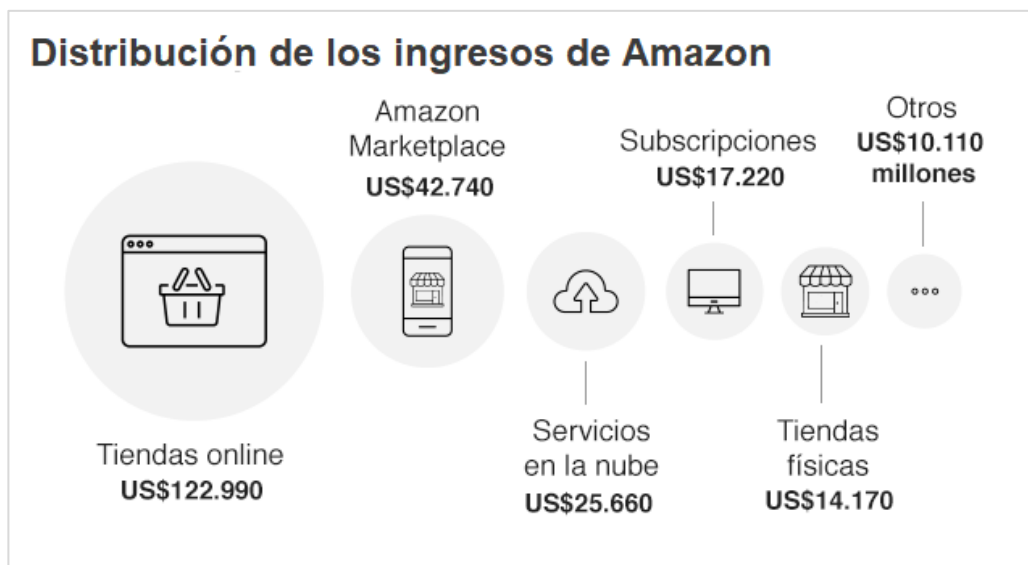 Distribución de los ingresos de Amazon
Amazon
Marketplace
US$42.740
Subscripciones
US$17.220
Otros
US$10.110
millones
Tiendas online
US$122.990
Servicios
en la nube
US$25.660
Tiendas
físicas
US$14.170